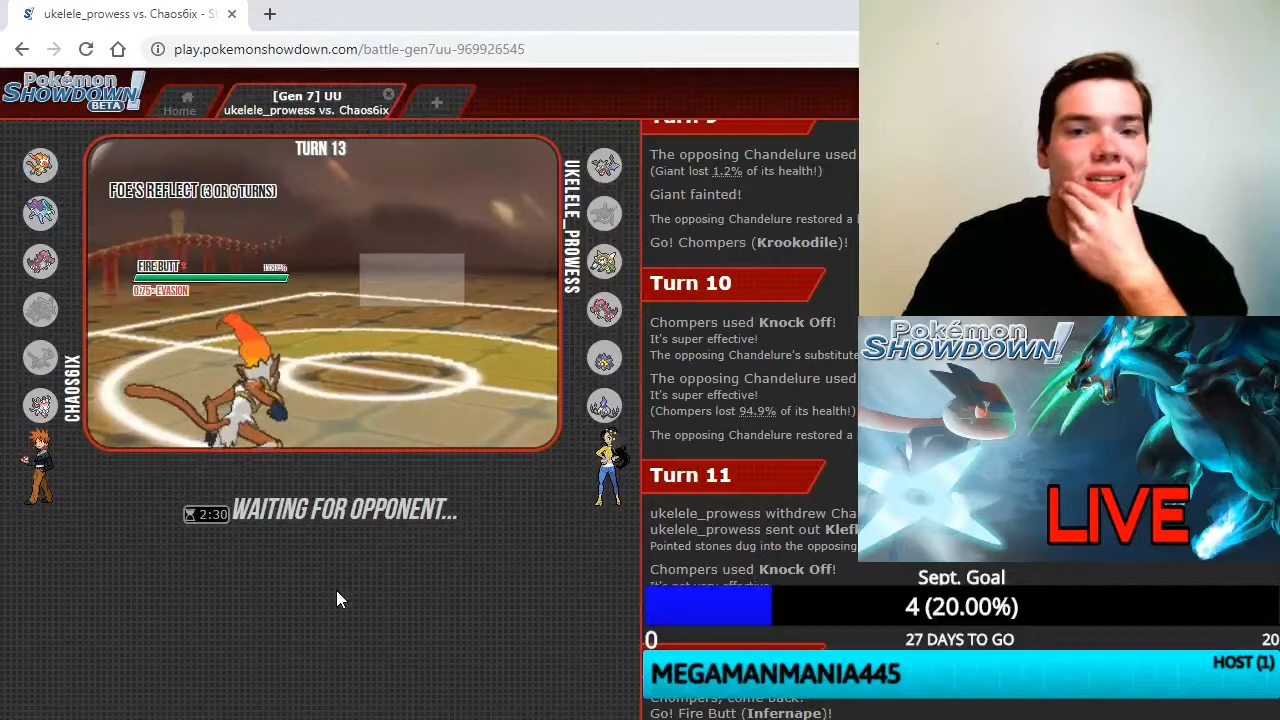 ukelele_prowess vs. Chaos6ix - S
play.pokemonshowdown.com/battle-gen7uu-969926545
Pokémon
SHOWDOWN!
BETA
Home
[Gen 7] UU
ukelele_prowess vs. Chaos6ix
TURN 13
FOE'S REFLECT (3 OR 6 TURNS)
FIRE BUTT
100%
0.75× EVASION
CHAOS6IX
UKELELE_PROWESS
2:30
WAITING FOR OPPONENT...
The opposing Chandelure used
(Giant lost 1.2% of its health!)
Giant fainted!
The opposing Chandelure restored a
Go! Chompers (Krookodile)!
Turn 10
Chompers used Knock Off!
It's super effective!
The opposing Chandelure's substitute
The opposing Chandelure used
It's super effective!
(Chompers lost 94.9% of its health!)
The opposing Chandelure restored a
Turn 11
ukelele_prowess withdrew Cha
ukelele_prowess sent out Klef
Pointed stones dug into the opposing
Chompers used Knock Off!
Chompers, come back!
Go! Fire Butt (Infernape)!
Pokémon
SHOWDOWN!
LIVE
Sept. Goal
4 (20.00%)
0
27 DAYS TO GO
20
MEGAMANMANIA445
HOST (1)